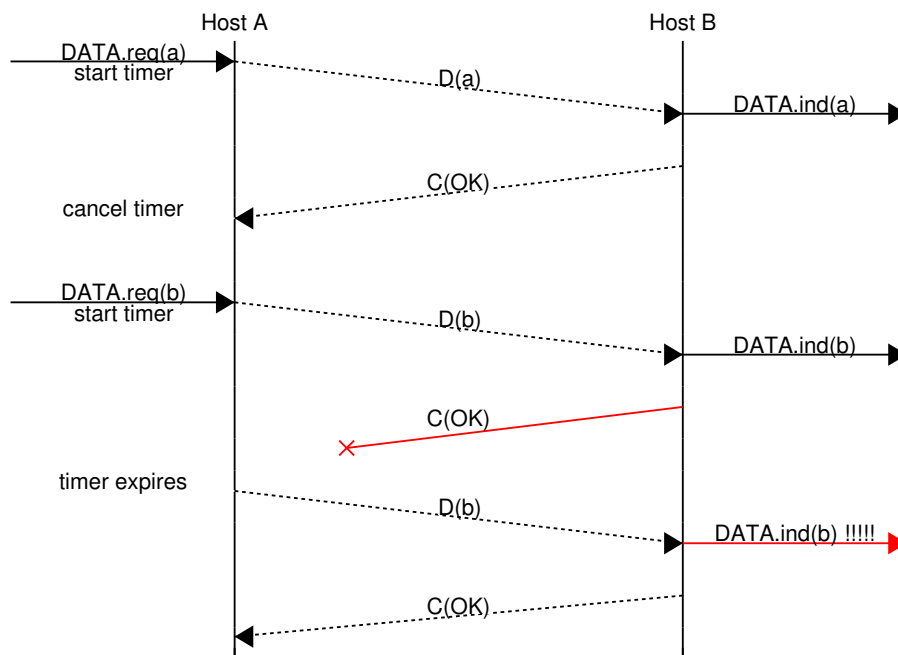 Host A
Host B
DATA.req(a)
start timer
D(a)
DATA.ind(a)
C(OK)
cancel timer
DATA.req(b)
start timer
D(b)
DATA.ind(b)
C(OK)
timer expires
D(b)
DATA.ind(b) !!!!!
C(OK)